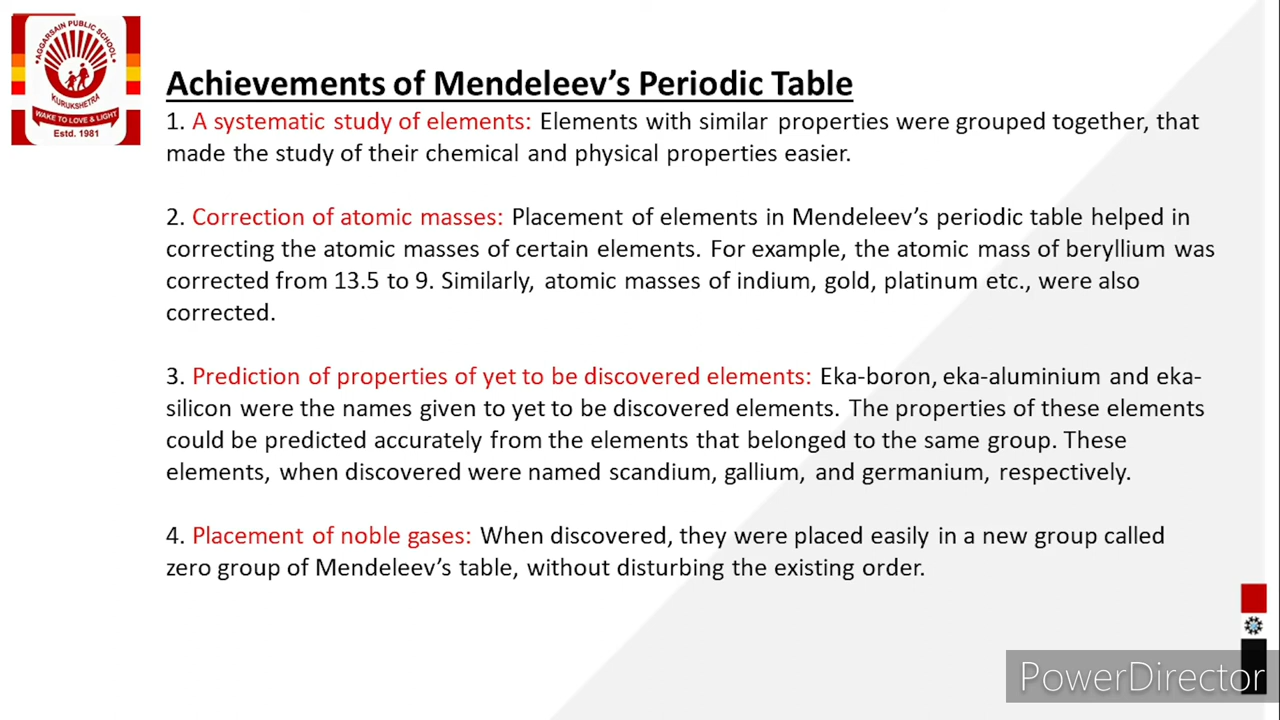 AGGARSAIN PUBLIC SCHOOL
KURUKSHETRA
WAKE TO LOVE & LIGHT
Estd. 1981
Achievements of Mendeleev’s Periodic Table
1. A systematic study of elements: Elements with similar properties were grouped together, that
made the study of their chemical and physical properties easier.
2. Correction of atomic masses: Placement of elements in Mendeleev’s periodic table helped in
correcting the atomic masses of certain elements. For example, the atomic mass of beryllium was
corrected from 13.5 to 9. Similarly, atomic masses of indium, gold, platinum etc., were also
corrected.
3. Prediction of properties of yet to be discovered elements: Eka-boron, eka-aluminium and eka-
silicon were the names given to yet to be discovered elements. The properties of these elements
could be predicted accurately from the elements that belonged to the same group. These
elements, when discovered were named scandium, gallium, and germanium, respectively.
4. Placement of noble gases: When discovered, they were placed easily in a new group called
zero group of Mendeleev’s table, without disturbing the existing order.
PowerDirector